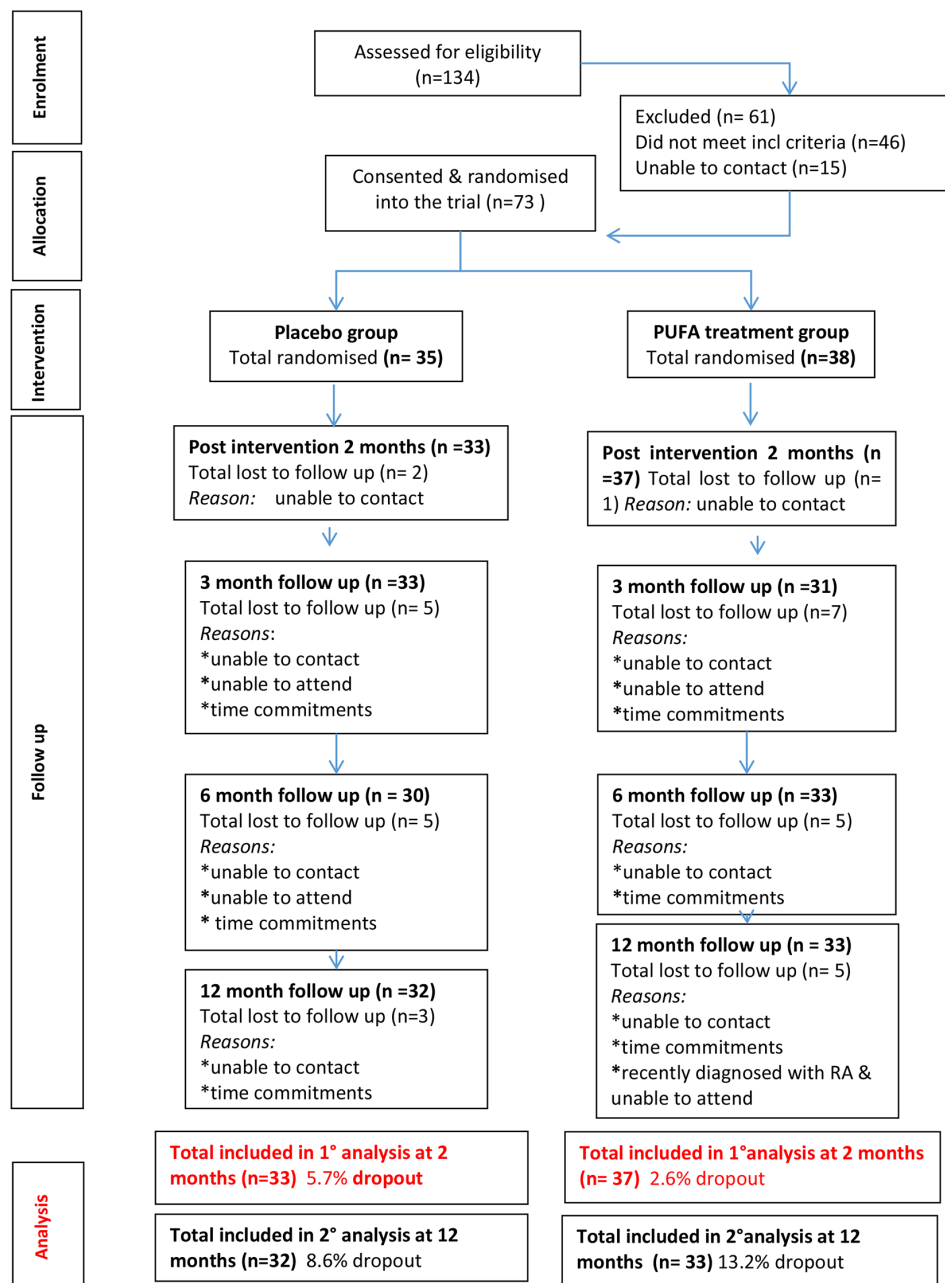 Enrolment
Assessed for eligibility
(n=134)
Excluded (n= 61)
Did not meet incl criteria (n=46)
Unable to contact (n=15)
Allocation
Consented & randomised
into the trial (n=73 )
Intervention
Placebo group
Total randomised (n= 35)
PUFA treatment group
Total randomised (n=38)
Follow up
Post intervention 2 months (n =33)
Total lost to follow up (n= 2)
Reason: unable to contact
Post intervention 2 months (n
=37) Total lost to follow up (n=
1) Reason: unable to contact
3 month follow up (n =33)
Total lost to follow up (n= 5)
Reasons:
*unable to contact
*unable to attend
*time commitments
3 month follow up (n =31)
Total lost to follow up (n=7)
Reasons:
*unable to contact
*unable to attend
*time commitments
6 month follow up (n = 30)
Total lost to follow up (n= 5)
Reasons:
*unable to contact
*unable to attend
* time commitments
6 month follow up (n =33)
Total lost to follow up (n= 5)
Reasons:
*unable to contact
*time commitments
12 month follow up (n =32)
Total lost to follow up (n=3)
Reasons:
*unable to contact
*time commitments
12 month follow up (n = 33)
Total lost to follow up (n= 5)
Reasons:
*unable to contact
*time commitments
*recently diagnosed with RA &
unable to attend
Analysis
Total included in 1° analysis at 2
months (n=33) 5.7% dropout
Total included in 1°analysis at 2 months
(n= 37) 2.6% dropout
Total included in 2° analysis at 12
months (n=32) 8.6% dropout
Total included in 2°analysis at 12
months (n= 33) 13.2% dropout